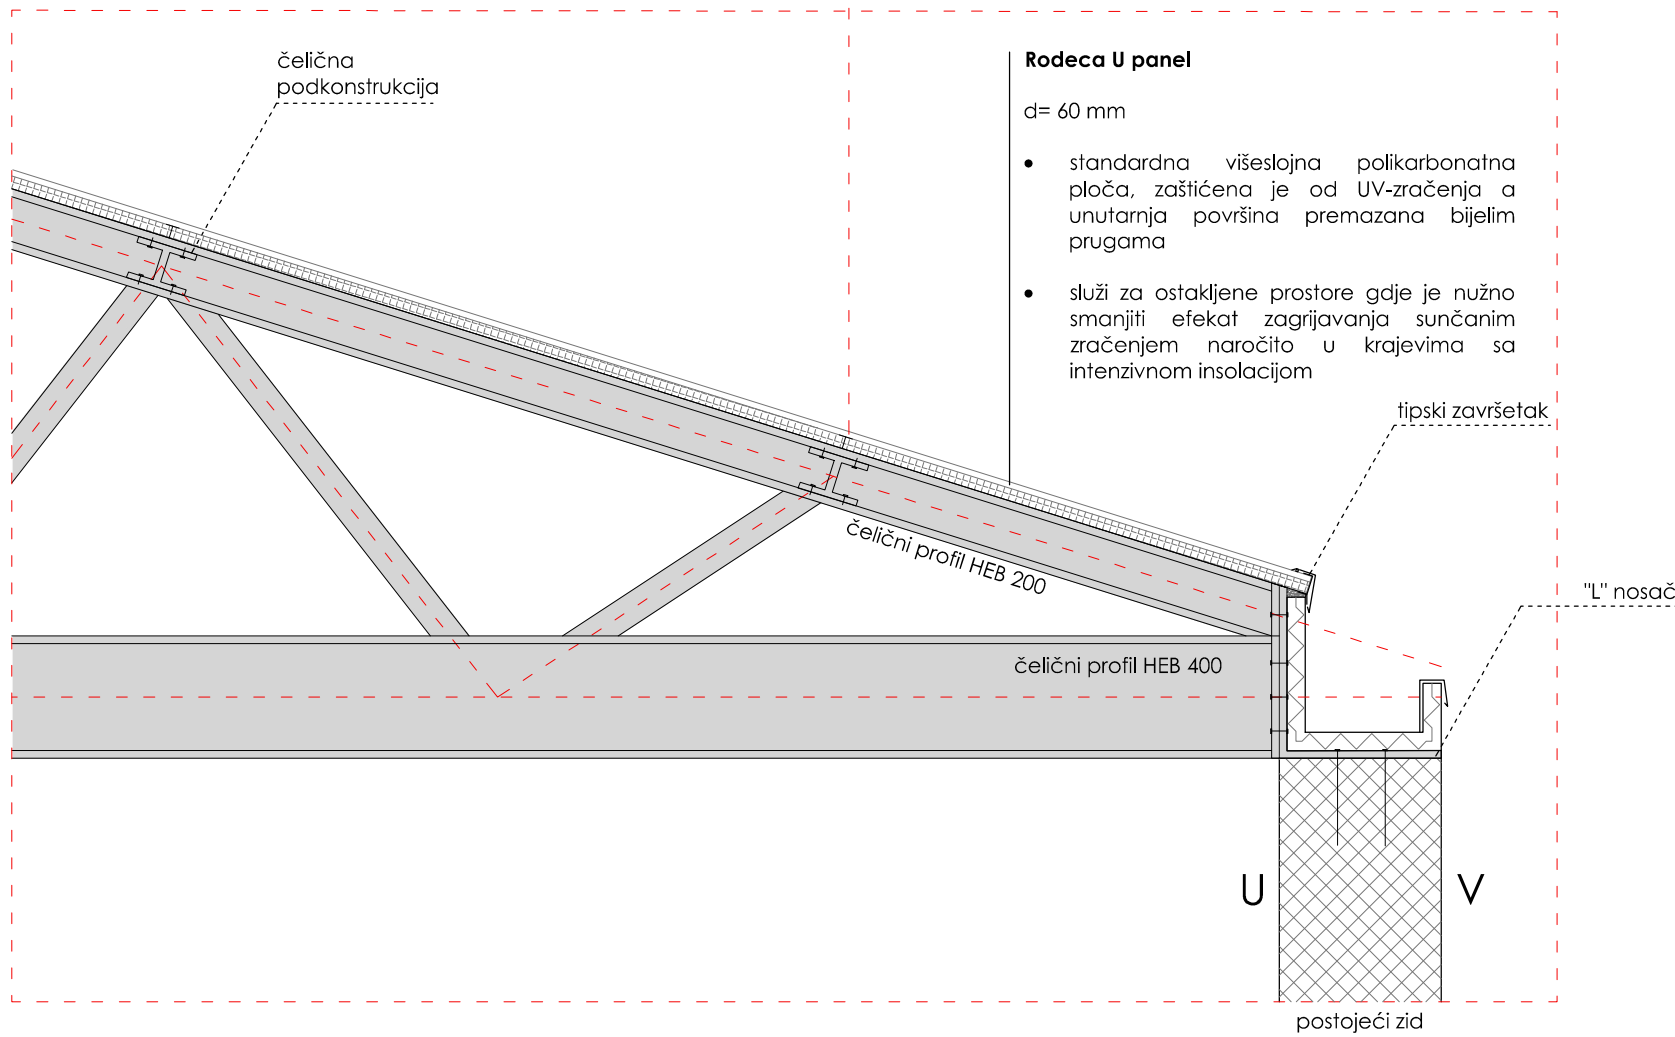 čelična
podkonstrukcija
Rodeca U panel
d= 60 mm
• standardna višeslojna polikarbonatna
ploča, zaštićena je od UV-zračenja a
unutarnja površina premazana bijelim
prugama
• služi za ostakljene prostore gdje je nužno
smanjiti efekat zagrijavanja sunčanim
zračenjem naročito u krajevima sa
intenzivnom insolacijom
tipski završetak
čelični profil HEB 200
"L" nosač
čelični profil HEB 400
U
V
postojeći zid